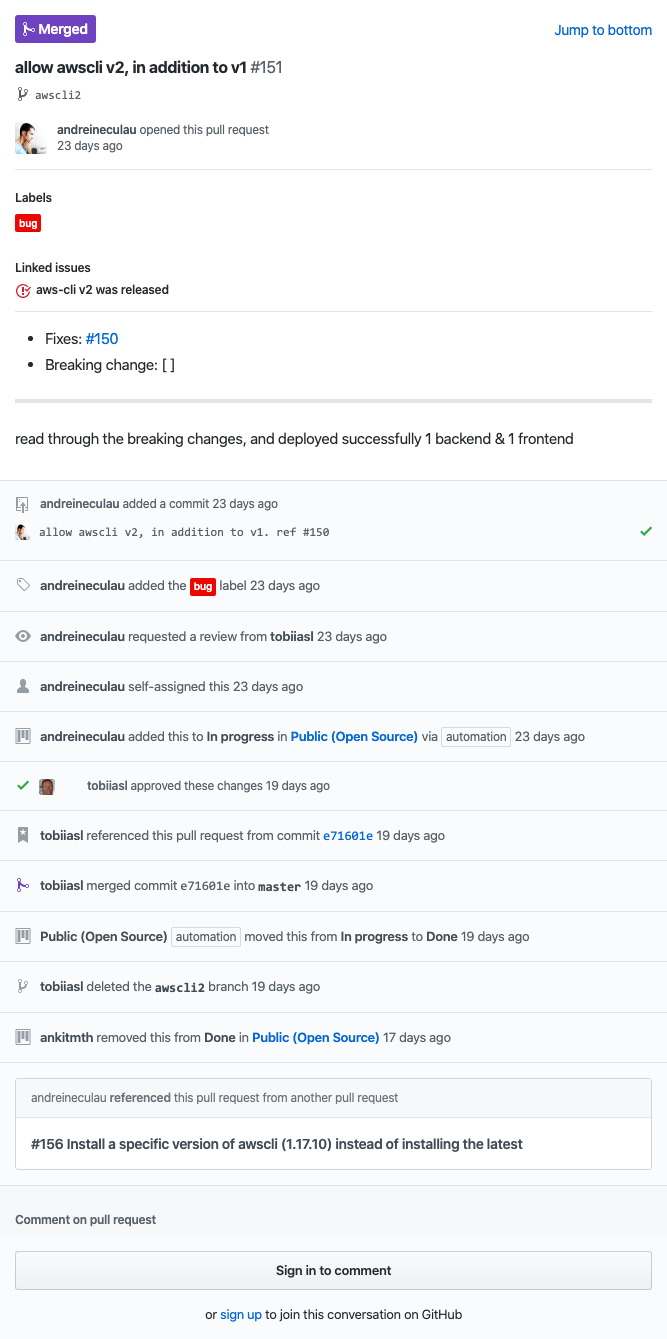 Merged
Jump to bottom
allow awscli v2, in addition to v1 #151
awscli2
andreineculau opened this pull request
23 days ago
Labels
bug
Linked issues
aws-cli v2 was released
• Fixes: #150
• Breaking change: [ ]
read through the breaking changes, and deployed successfully 1 backend & 1 frontend
andreineculau added a commit 23 days ago
allow awscli v2, in addition to v1. ref #150
andreineculau added the bug label 23 days ago
andreineculau requested a review from tobiiasl 23 days ago
andreineculau self-assigned this 23 days ago
andreineculau added this to In progress in Public (Open Source) via automation 23 days ago
tobiiasl approved these changes 19 days ago
tobiiasl referenced this pull request from commit e71601e 19 days ago
tobiiasl merged commit e71601e into master 19 days ago
Public (Open Source) automation moved this from In progress to Done 19 days ago
tobiiasl deleted the awscli2 branch 19 days ago
ankitmth removed this from Done in Public (Open Source) 17 days ago
andreineculau referenced this pull request from another pull request
#156 Install a specific version of awscli (1.17.10) instead of installing the latest
Comment on pull request
Sign in to comment
or sign up to join this conversation on GitHub